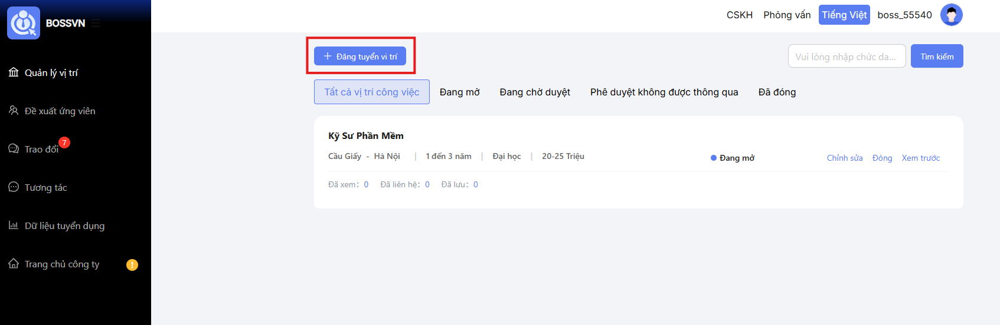 BOSSVN
CSKH Phỏng vấn Tiếng Việt boss_55540
Quản lý vị trí
Đề xuất ứng viên
Trao đổi 7
Tương tác
Dữ liệu tuyển dụng
Trang chủ công ty !
+ Đăng tuyển vị trí
Vui lòng nhập chức da... Tìm kiếm
Tất cả vị trí công việc Đang mở Đang chờ duyệt Phê duyệt không được thông qua Đã đóng
Kỹ Sư Phần Mềm
Cầu Giấy - Hà Nội | 1 đến 3 năm | Đại học | 20-25 Triệu
Đang mở
Chỉnh sửa Đóng Xem trước
Đã xem: 0 Đã liên hệ: 0 Đã lưu: 0